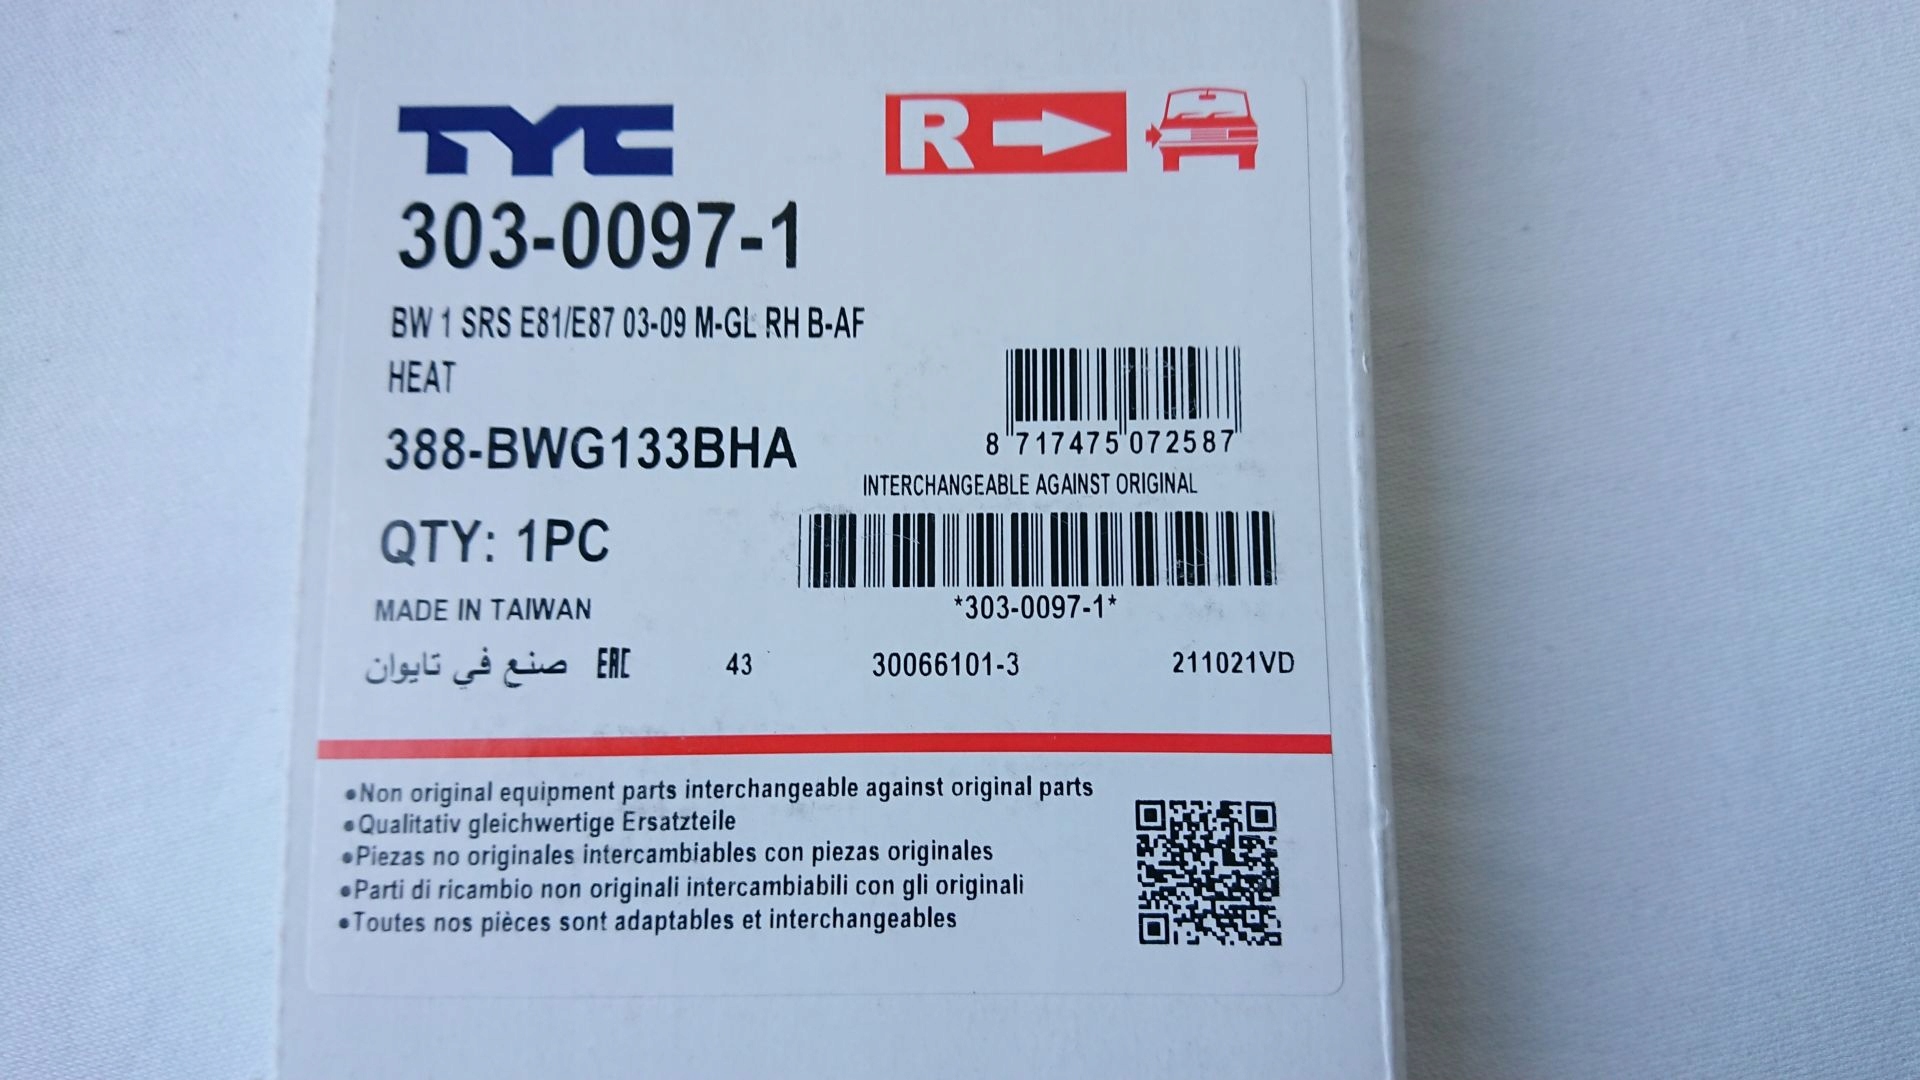 TYC
R
303-0097-1
BW 1 SRS E81/E87 03-09 M-GL RH B-AF
HEAT
8 717475 072587
388-BWG133BHA
INTERCHANGEABLE AGAINST ORIGINAL
QTY: 1PC
*303-0097-1*
MADE IN TAIWAN
صنع في تايوان EAC 43 30066101-3 211021VD
•Non original equipment parts interchangeable against original parts
•Qualitativ gleichwertige Ersatzteile
•Piezas no originales intercambiables con piezas originales
•Parti di ricambio non originali intercambiabili con gli originali
•Toutes nos pièces sont adaptables et interchangeables